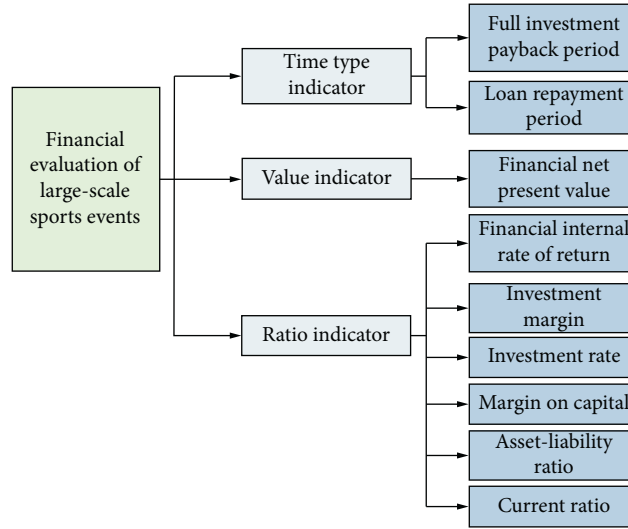 Financial
evaluation of
large-scale
sports events
Time type
indicator
Value indicator
Ratio indicator
Full investment
payback period
Loan repayment
period
Financial net
present value
Financial internal
rate of return
Investment
margin
Investment rate
Margin on capital
Asset-liability
ratio
Current ratio